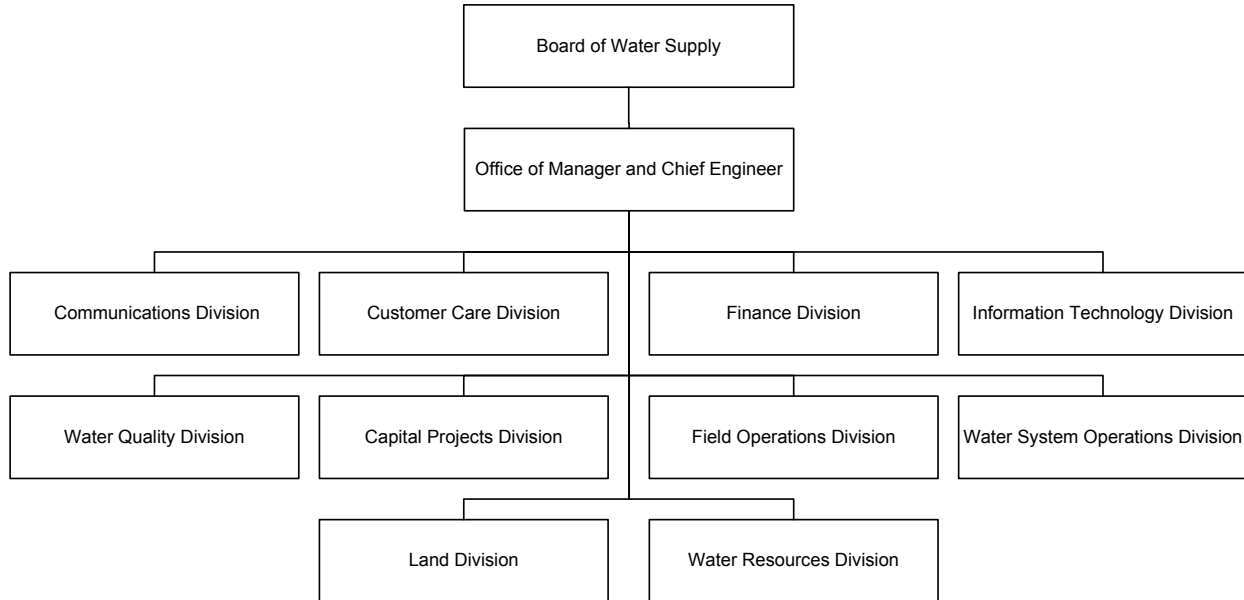 Board of Water Supply
Office of Manager and Chief Engineer
Communications Division
Customer Care Division
Finance Division
Information Technology Division
Water Quality Division
Capital Projects Division
Field Operations Division
Water System Operations Division
Land Division
Water Resources Division